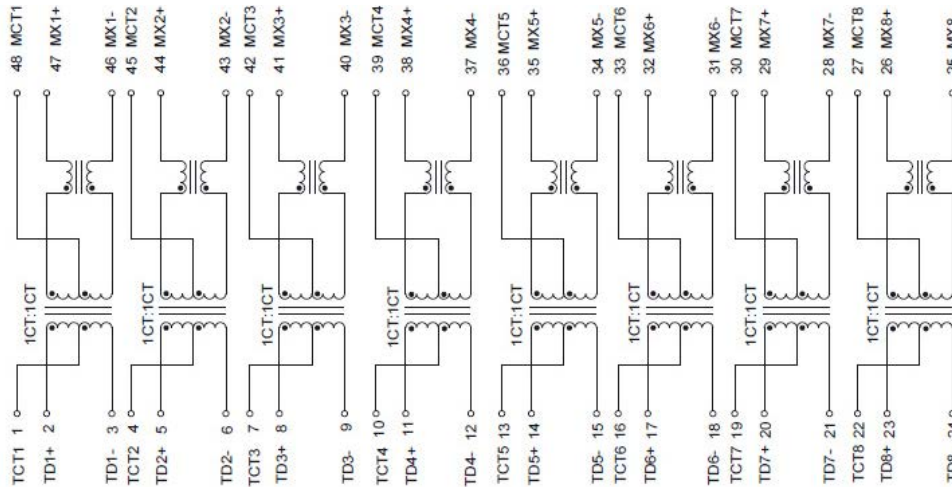 48 MCT1
47 MX1+
46 MX1-
45 MCT2
44 MX2+
43 MX2-
42 MCT3
41 MX3+
40 MX3-
39 MCT4
38 MX4+
37 MX4-
36 MCT5
35 MX5+
34 MX5-
33 MCT6
32 MX6+
31 MX6-
30 MCT7
29 MX7+
28 MX7-
27 MCT8
26 MX8+
1CT:1CT
1CT:1CT
1CT:1CT
1CT:1CT
1CT:1CT
1CT:1CT
1CT:1CT
1CT:1CT
TCT1 1
TD1+ 2
TD1- 3
TCT2 4
TD2+ 5
TD2- 6
TCT3 7
TD3+ 8
TD3- 9
TCT4 10
TD4+ 11
TD4- 12
TCT5 13
TD5+ 14
TD5- 15
TCT6 16
TD6+ 17
TD6- 18
TCT7 19
TD7+ 20
TD7- 21
TCT8 22
TD8+ 23